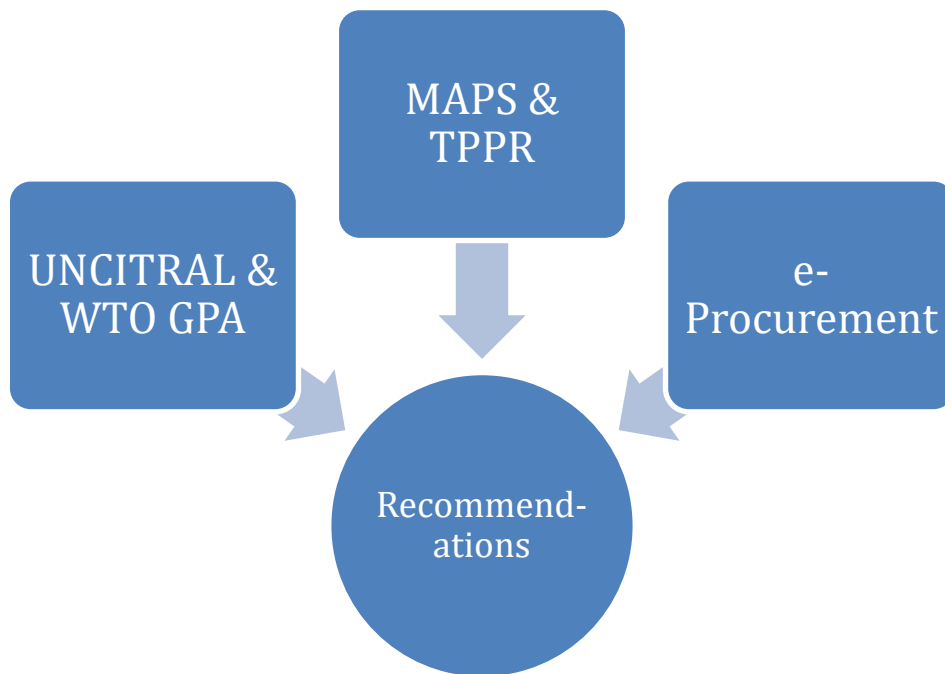 MAPS &
TPPR
UNCITRAL &
WTO GPA
e-
Procurement
Recommend-
ations